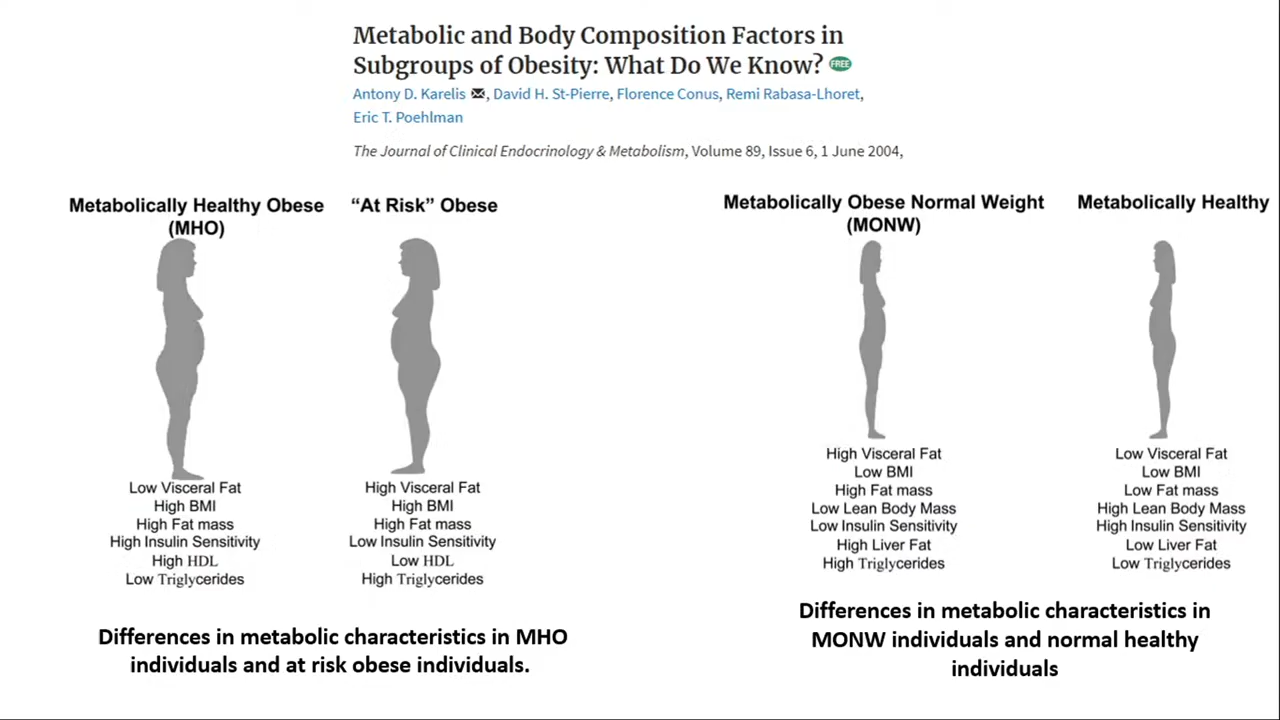 Metabolic and Body Composition Factors in
Subgroups of Obesity: What Do We Know? FREE
Antony D. Karelis, David H. St-Pierre, Florence Conus, Remi Rabasa-Lhoret,
Eric T. Poehlman
The Journal of Clinical Endocrinology & Metabolism, Volume 89, Issue 6, 1 June 2004,
Metabolically Healthy Obese
(MHO)
Low Visceral Fat
High BMI
High Fat mass
High Insulin Sensitivity
High HDL
Low Triglycerides
“At Risk” Obese
High Visceral Fat
High BMI
High Fat mass
Low Insulin Sensitivity
Low HDL
High Triglycerides
Differences in metabolic characteristics in MHO
individuals and at risk obese individuals.
Metabolically Obese Normal Weight
(MONW)
High Visceral Fat
Low BMI
High Fat mass
Low Lean Body Mass
Low Insulin Sensitivity
High Liver Fat
High Triglycerides
Metabolically Healthy
Low Visceral Fat
Low BMI
Low Fat mass
High Lean Body Mass
High Insulin Sensitivity
Low Liver Fat
Low Triglycerides
Differences in metabolic characteristics in
MONW individuals and normal healthy
individuals